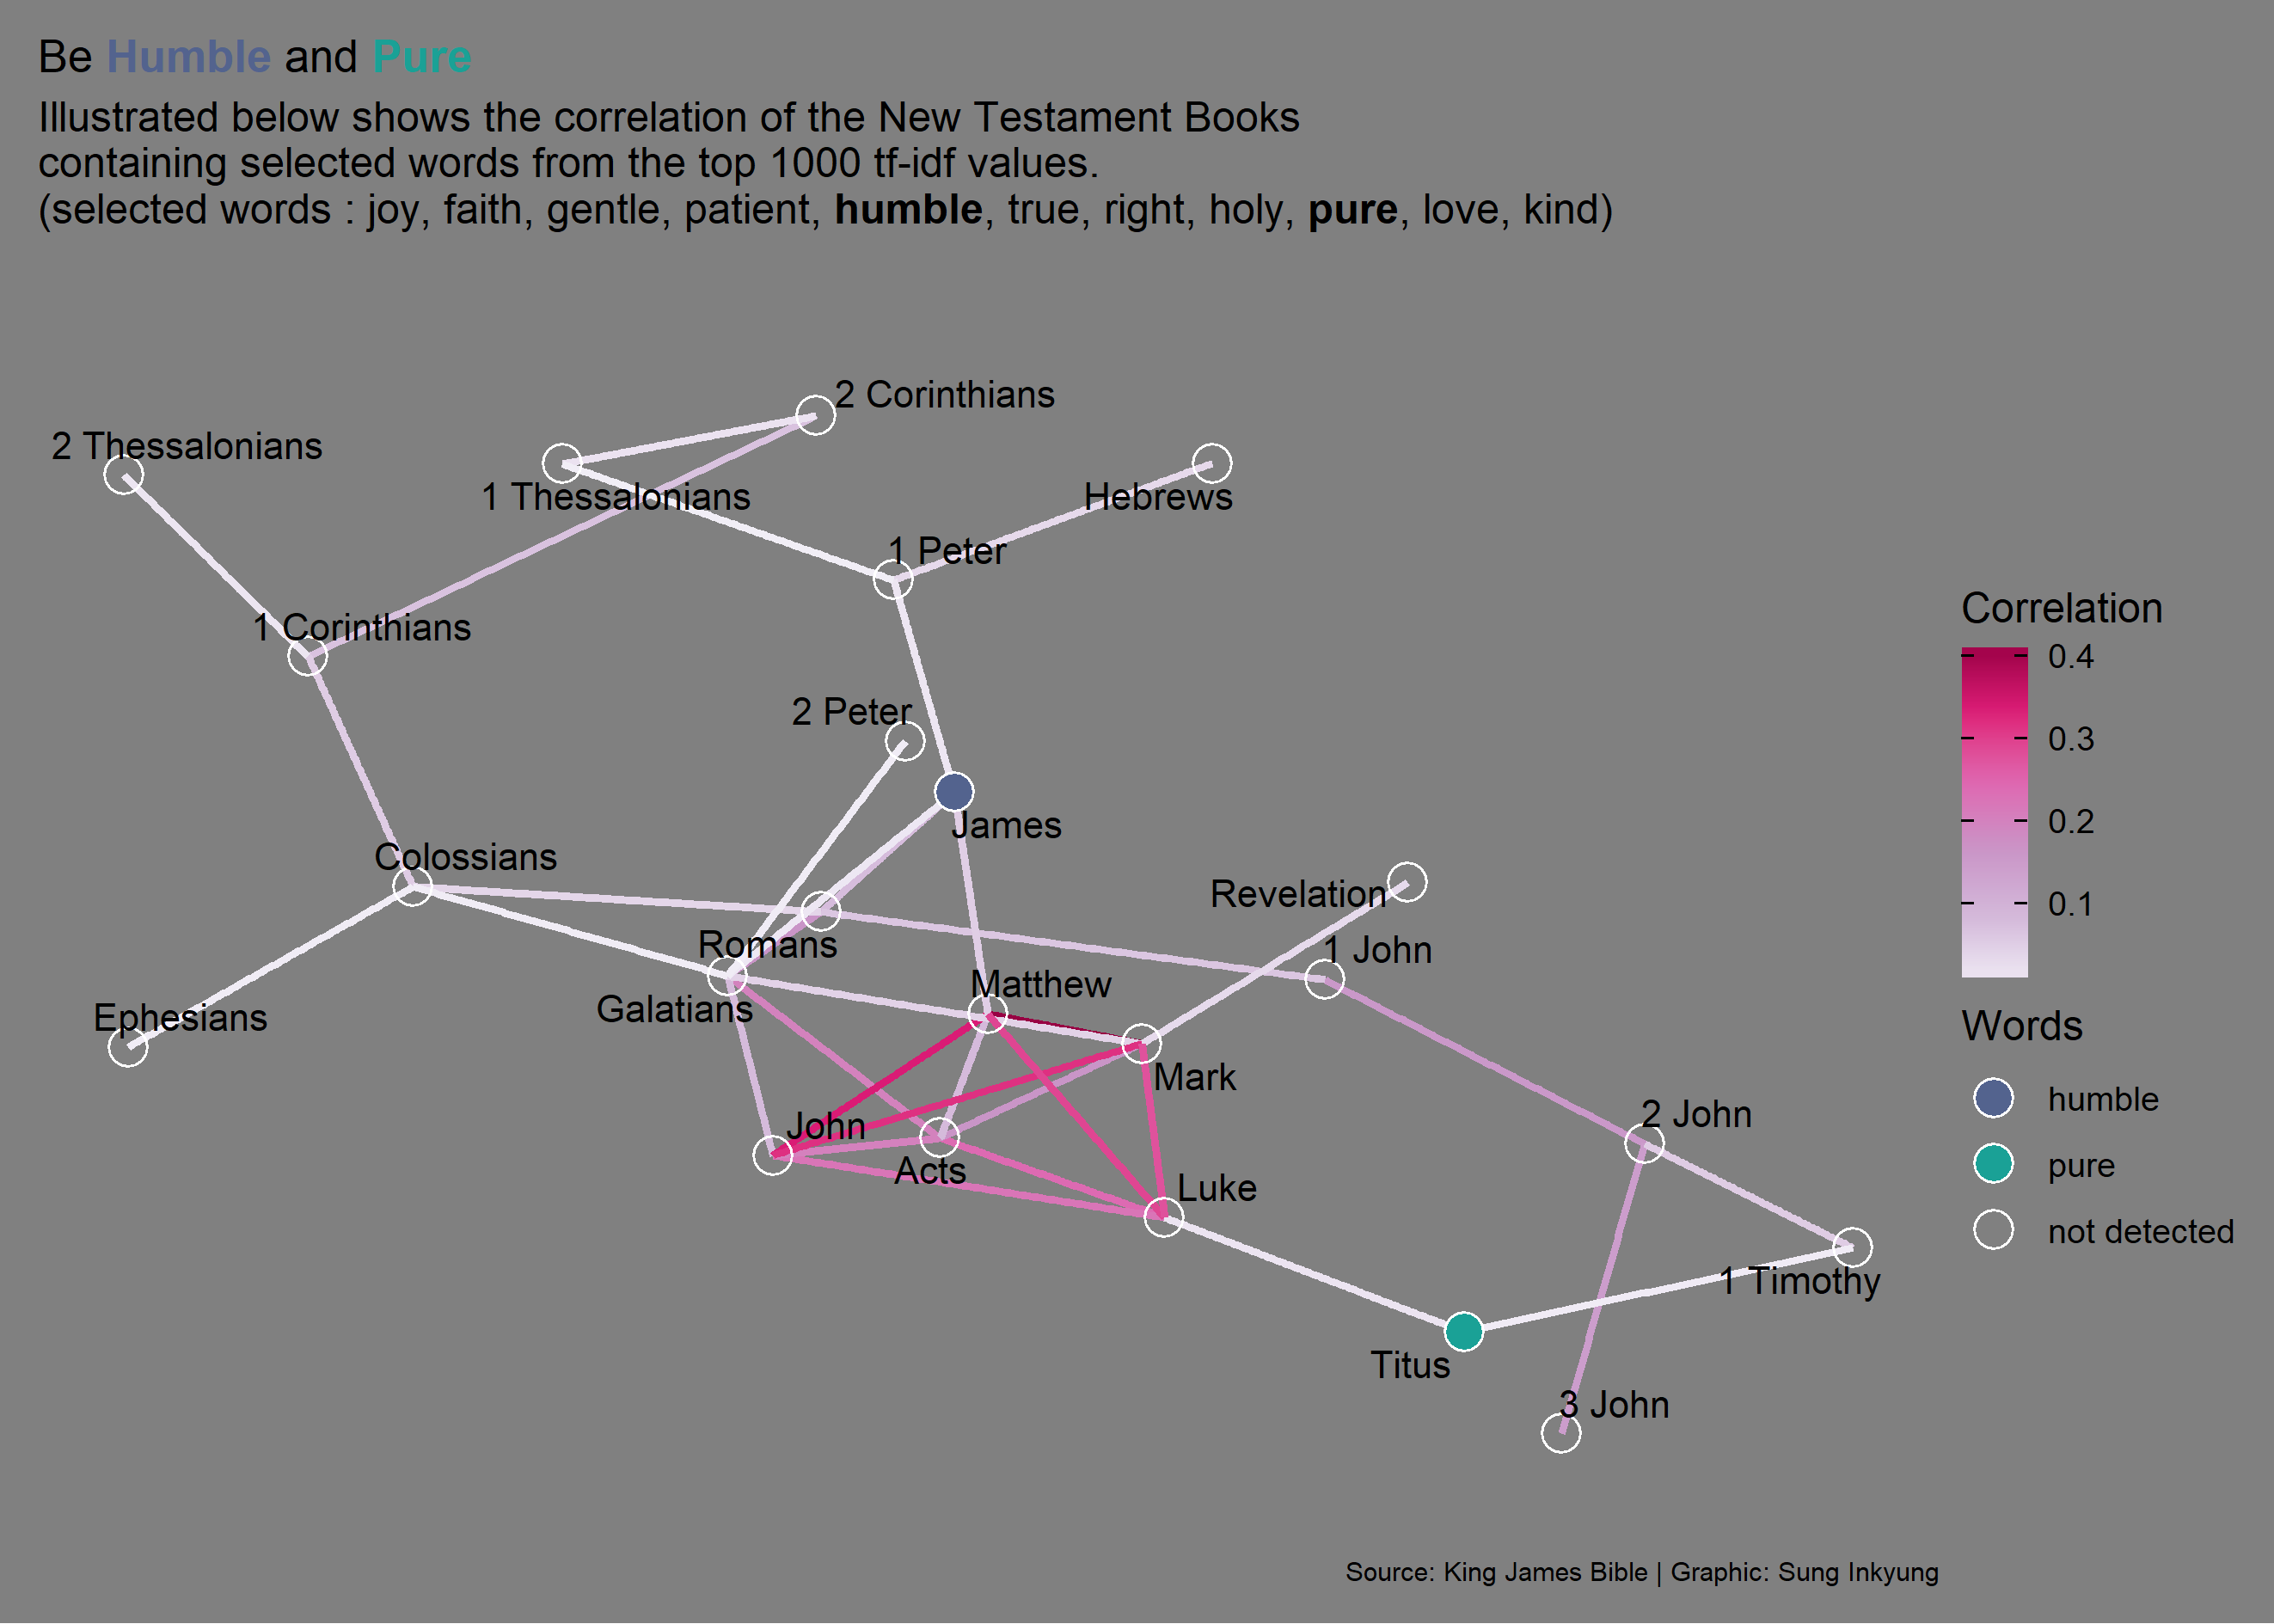 Be Humble and Pure
Illustrated below shows the correlation of the New Testament Books
containing selected words from the top 1000 tf-idf values.
(selected words : joy, faith, gentle, patient, humble, true, right, holy, pure, love, kind)
2 Corinthians
2 Thessalonians
1 Thessalonians
Hebrews
1 Peter
1 Corinthians
2 Peter
James
Colossians
Revelation
Romans
1 John
Matthew
Galatians
Ephesians
Mark
John
2 John
Acts
Luke
1 Timothy
Titus
3 John
Correlation
0.4
0.3
0.2
0.1
Words
humble
pure
not detected
Source: King James Bible | Graphic: Sung Inkyung